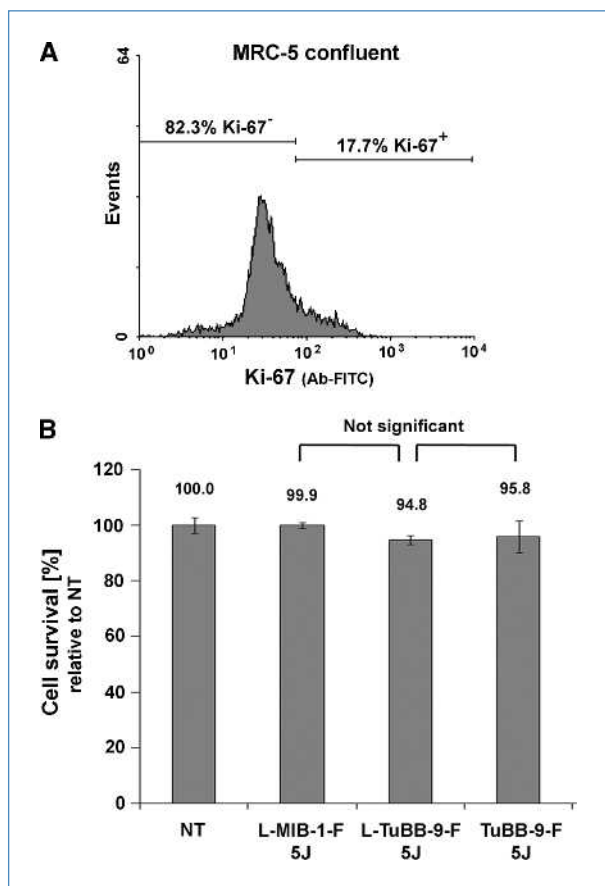 A
MRC-5 confluent
64
82.3% Ki-67⁻
17.7% Ki-67⁺
Events
0
10⁰ 10¹ 10² 10³ 10⁴
Ki-67 (Ab-FITC)
B
Not significant
120
100
80
60
40
20
0
100.0
99.9
94.8
95.8
Cell survival [%]
relative to NT
NT
L-MIB-1-F
5J
L-TuBB-9-F
5J
TuBB-9-F
5J